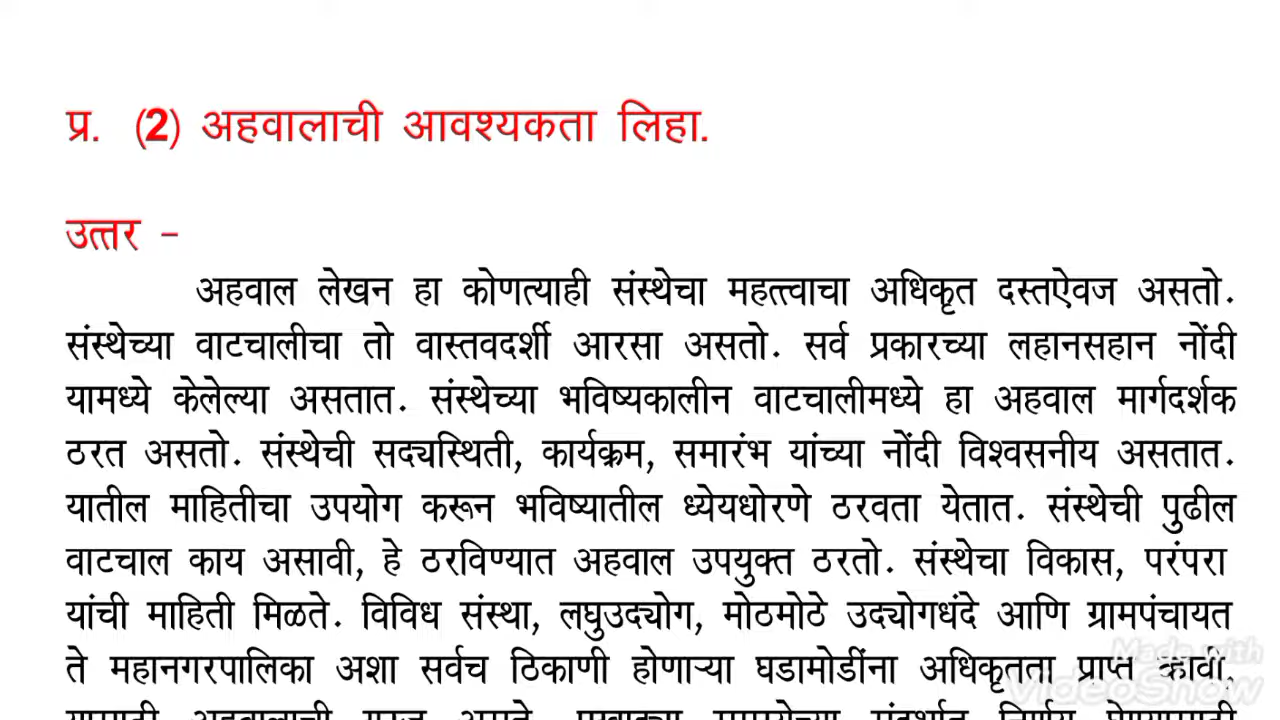 प्र. (2) अहवालाची आवश्यकता लिहा.
उत्तर -
अहवाल लेखन हा कोणत्याही संस्थेचा महत्त्वाचा अधिकृत दस्तऐवज असतो.
संस्थेच्या वाटचालीचा तो वास्तवदर्शी आरसा असतो. सर्व प्रकारच्या लहानसहान नोंदी
यामध्ये केलेल्या असतात. संस्थेच्या भविष्यकालीन वाटचालीमध्ये हा अहवाल मार्गदर्शक
ठरत असतो. संस्थेची सद्यस्थिती, कार्यक्रम, समारंभ यांच्या नोंदी विश्वसनीय असतात.
यातील माहितीचा उपयोग करून भविष्यातील ध्येयधोरणे ठरवता येतात. संस्थेची पुढील
वाटचाल काय असावी, हे ठरविण्यात अहवाल उपयुक्त ठरतो. संस्थेचा विकास, परंपरा
यांची माहिती मिळते. विविध संस्था, लघुउद्योग, मोठमोठे उद्योगधंदे आणि ग्रामपंचायत
ते महानगरपालिका अशा सर्वच ठिकाणी होणाऱ्या घडामोडींना अधिकृतता प्राप्त व्हावी,
Made with
VideoShow